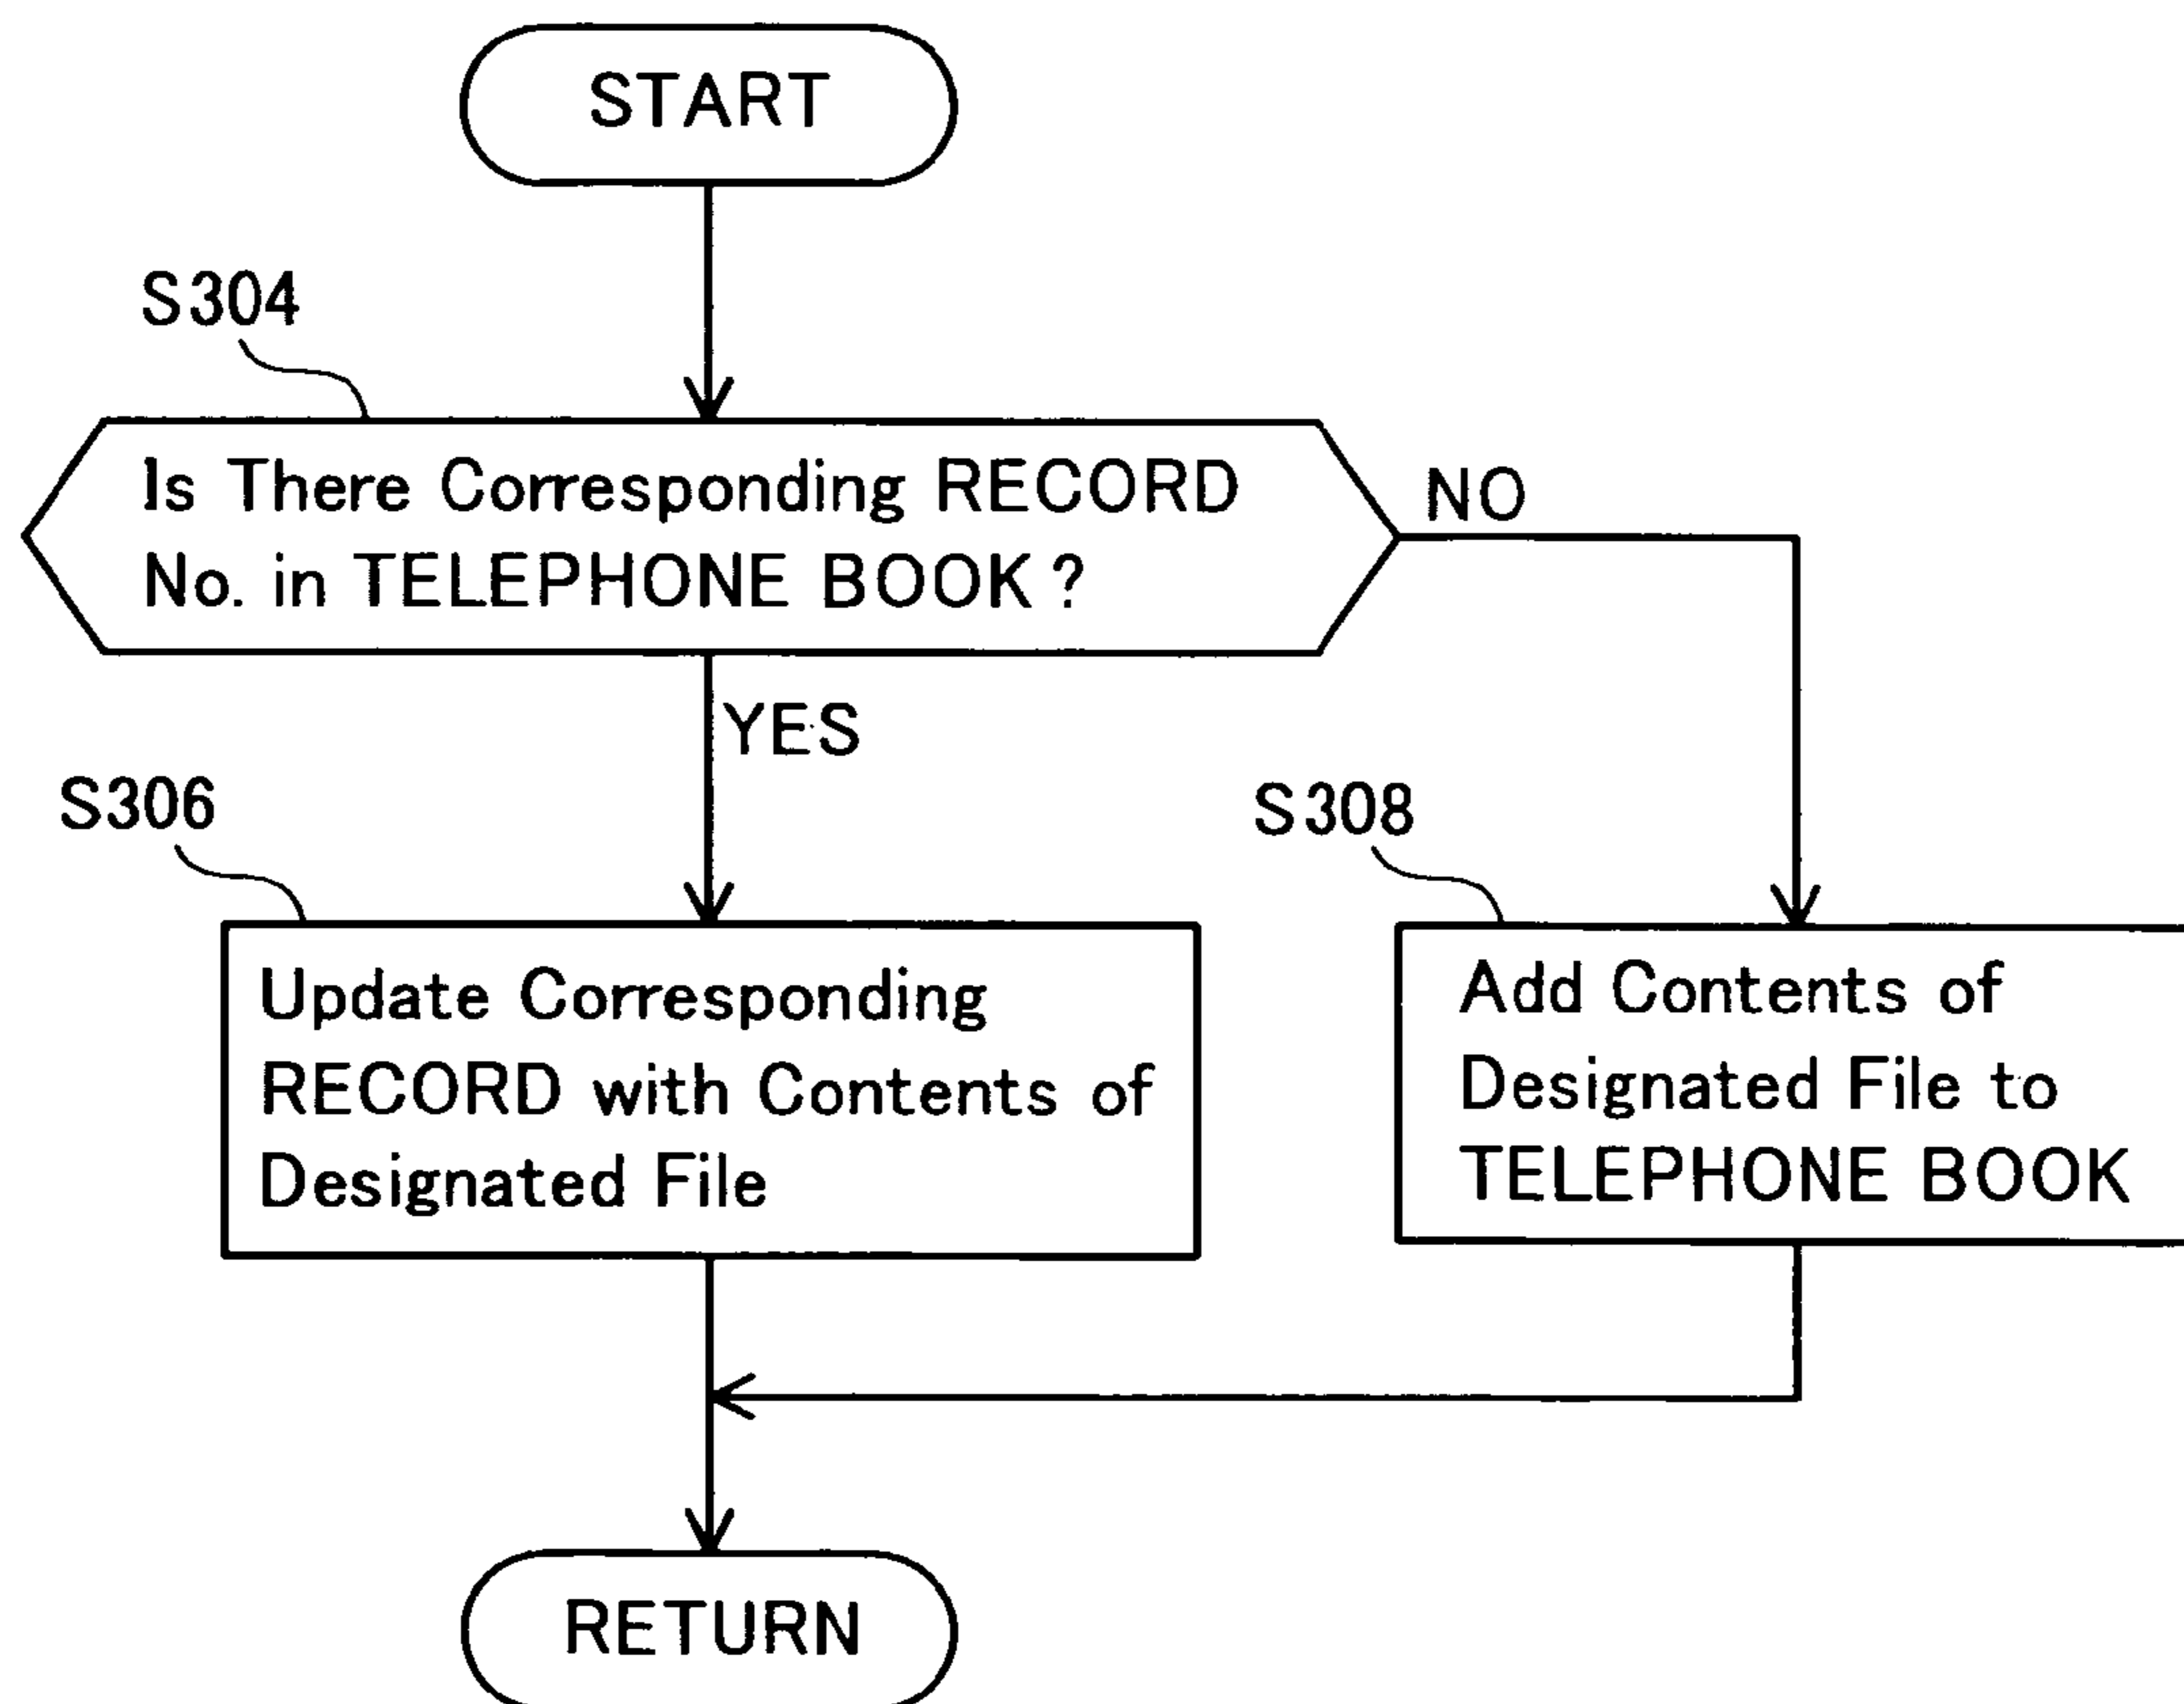 START
S304
Is There Corresponding RECORD
No. in TELEPHONE BOOK ?
NO
YES
S306
Update Corresponding
RECORD with Contents of
Designated File
S308
Add Contents of
Designated File to
TELEPHONE BOOK
RETURN